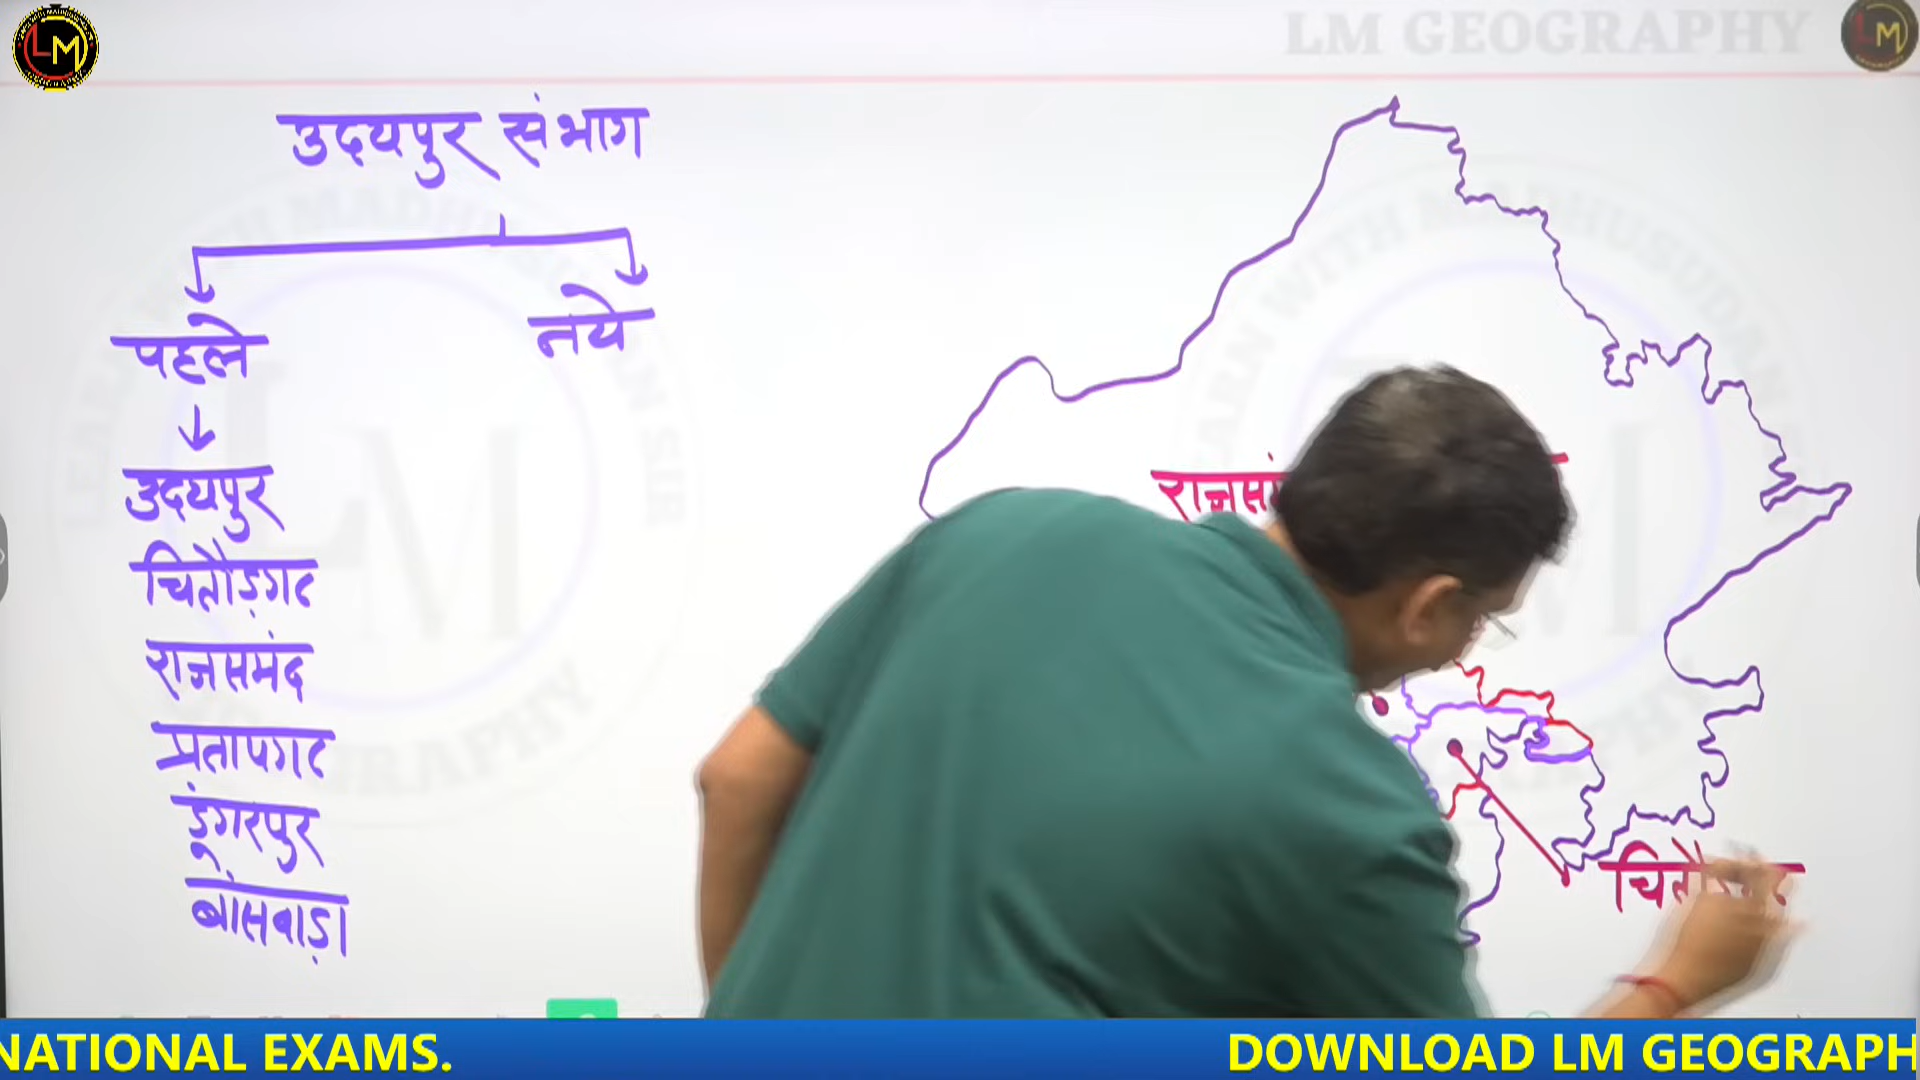 LM GEOGRAPHY
उदयपुर संभाग
पहले
नये
उदयपुर
चितौड़गढ
राजसमंद
प्रतापगढ
डूंगरपुर
बांसवाड़ा
NATIONAL EXAMS.
DOWNLOAD LM GEOGRAPH